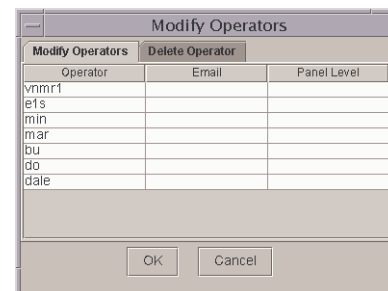 Modify Operators
Modify Operators Delete Operator
Operator Email Panel Level
vnmr1
e1s
min
mar
bu
do
dale
OK Cancel